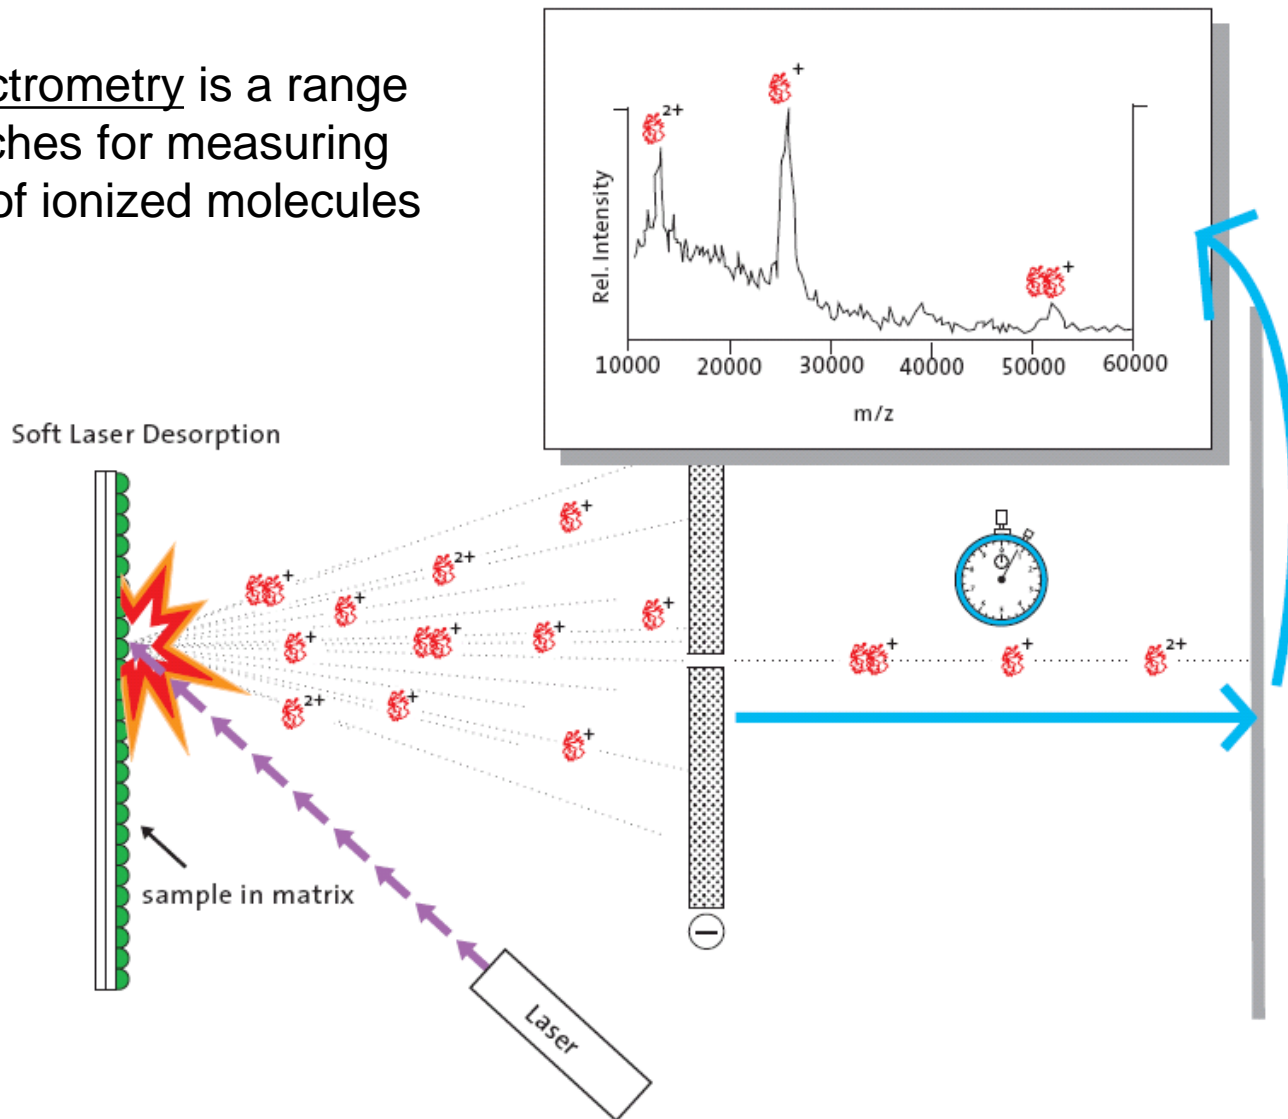 ctrometry is a range
ches for measuring
of ionized molecules
2+
+
+
Rel. Intensity
10000 20000 30000 40000 50000 60000
m/z
Soft Laser Desorption
+
2+
+
+
+
+
+
+
2+
+
+
+
+
2+
sample in matrix
−
Laser